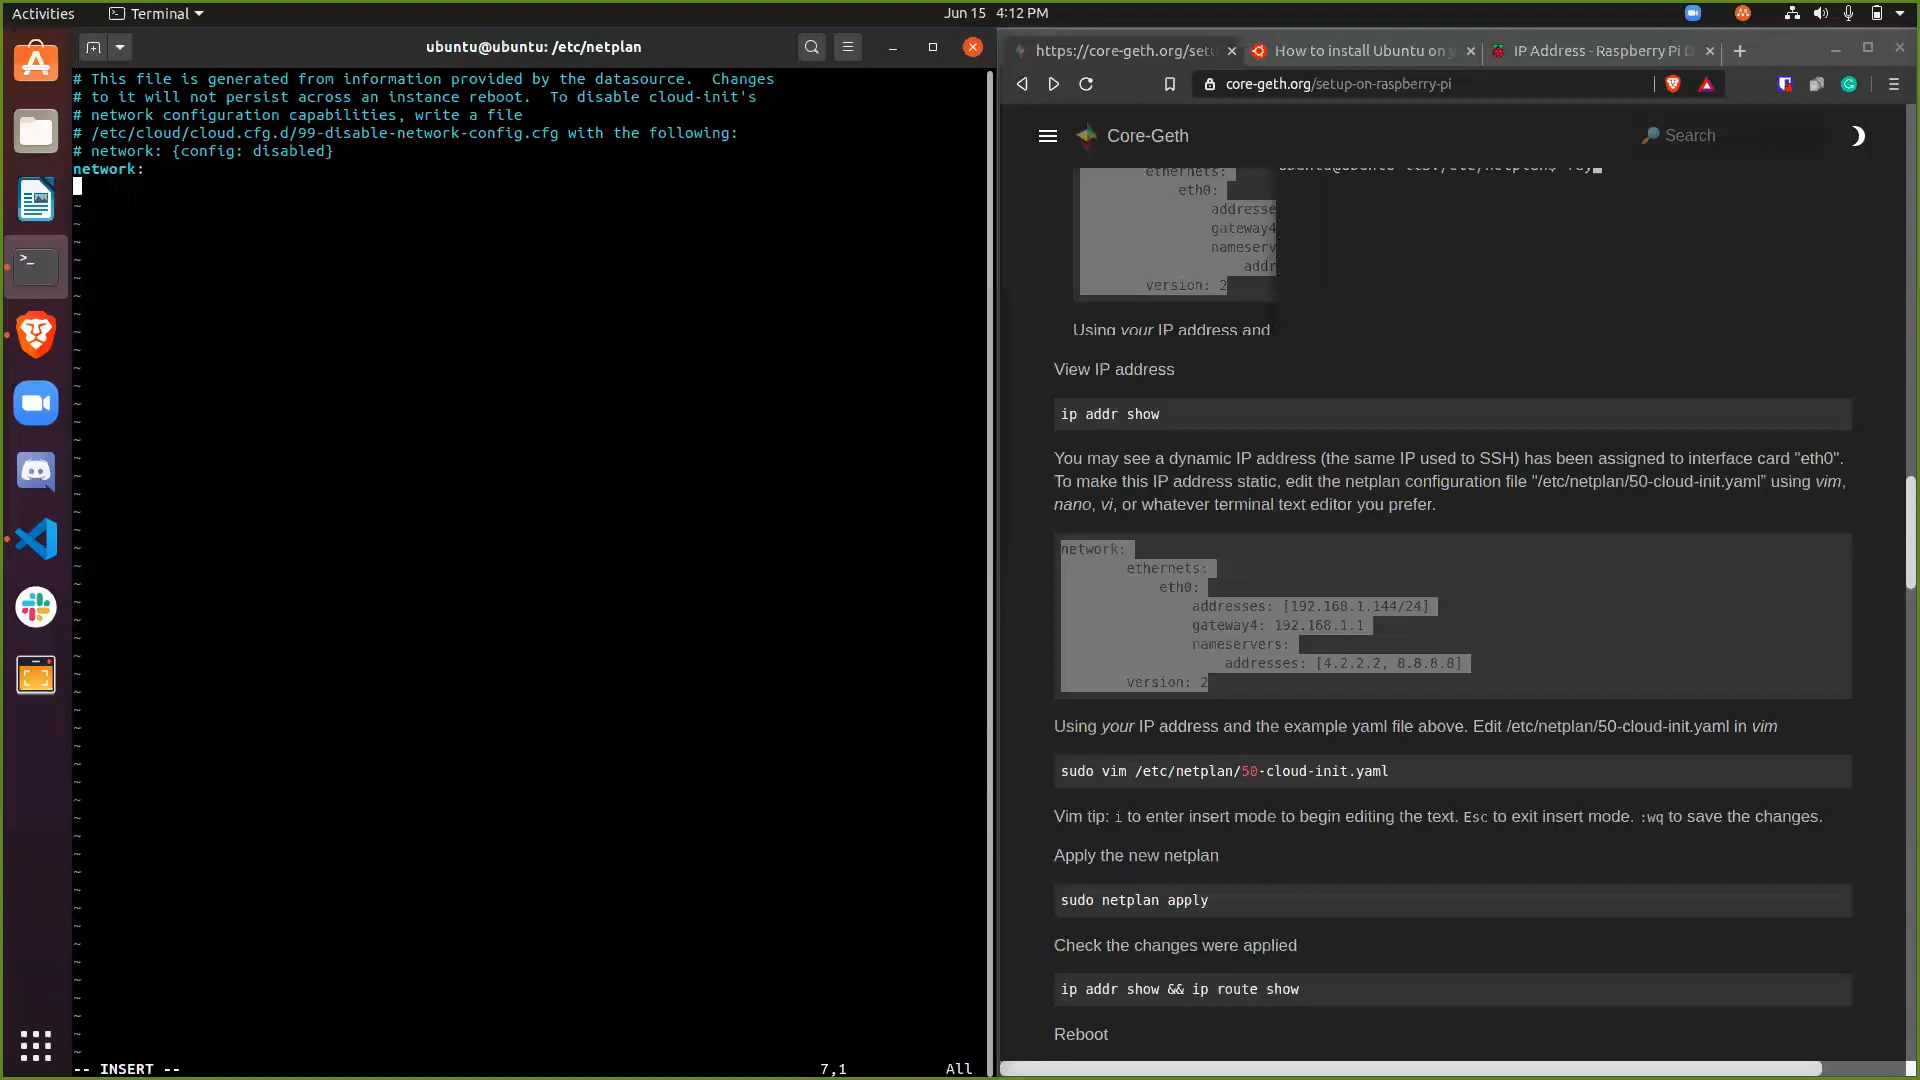 Activities
Terminal
Jun 15 4:12 PM
ubuntu@ubuntu: /etc/netplan
# This file is generated from information provided by the datasource.  Changes
# to it will not persist across an instance reboot.  To disable cloud-init's
# network configuration capabilities, write a file
# /etc/cloud/cloud.cfg.d/99-disable-network-config.cfg with the following:
# network: {config: disabled}
network:
-- INSERT --
7,1
All
https://core-geth.org/setu
How to install Ubuntu on y
IP Address - Raspberry Pi D
core-geth.org/setup-on-raspberry-pi
Core-Geth
Search
ethernets:
eth0:
addresse
gateway4
nameserv
addr
version: 2
Using your IP address and
View IP address
ip addr show
You may see a dynamic IP address (the same IP used to SSH) has been assigned to interface card "eth0".
To make this IP address static, edit the netplan configuration file "/etc/netplan/50-cloud-init.yaml" using vim,
nano, vi, or whatever terminal text editor you prefer.
network:
ethernets:
eth0:
addresses: [192.168.1.144/24]
gateway4: 192.168.1.1
nameservers:
addresses: [4.2.2.2, 8.8.8.8]
version: 2
Using your IP address and the example yaml file above. Edit /etc/netplan/50-cloud-init.yaml in vim
sudo vim /etc/netplan/50-cloud-init.yaml
Vim tip: i to enter insert mode to begin editing the text. Esc to exit insert mode. :wq to save the changes.
Apply the new netplan
sudo netplan apply
Check the changes were applied
ip addr show && ip route show
Reboot